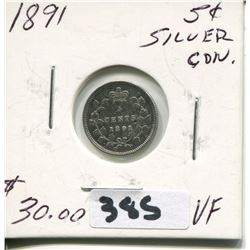 1891
5¢
SILVER
CDN.
5
CENTS
1891
$
30.00
385
VF